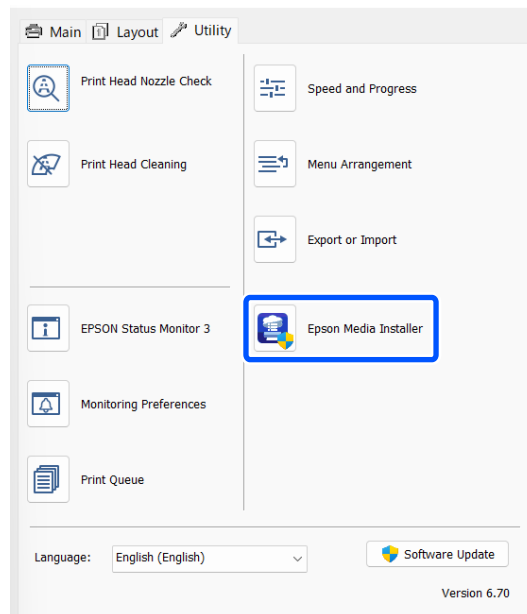 Main
Layout
Utility
Print Head Nozzle Check
Speed and Progress
Print Head Cleaning
Menu Arrangement
Export or Import
EPSON Status Monitor 3
Epson Media Installer
Monitoring Preferences
Print Queue
Language:
English (English)
Software Update
Version 6.70